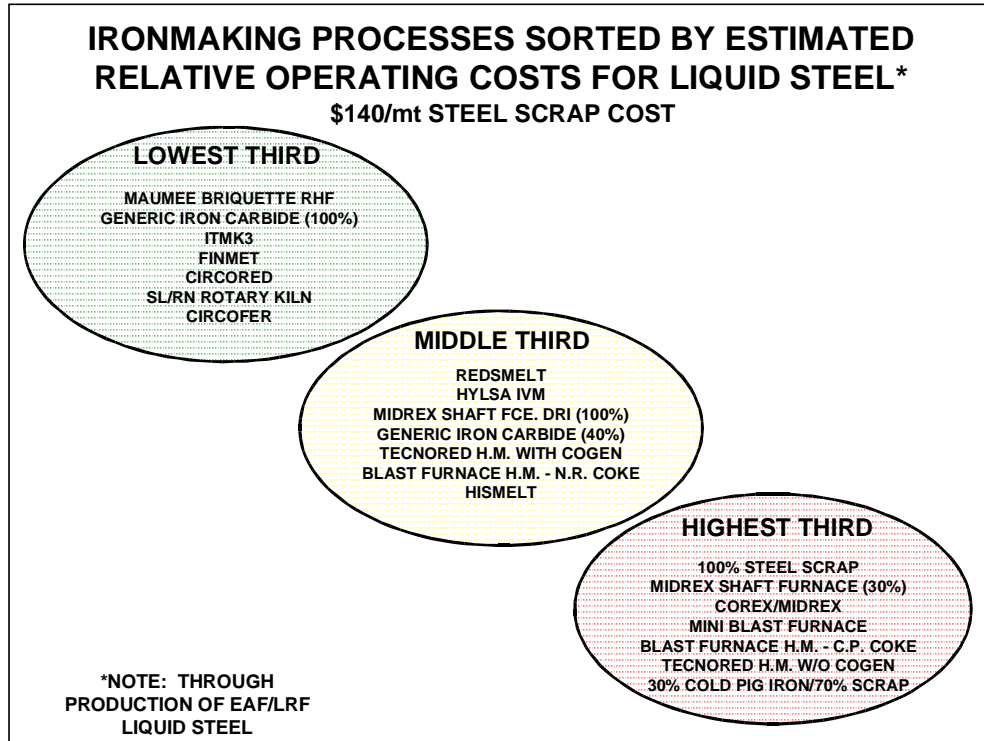 IRONMAKING PROCESSES SORTED BY ESTIMATED
RELATIVE OPERATING COSTS FOR LIQUID STEEL*
$140/mt STEEL SCRAP COST
LOWEST THIRD
MAUMEE BRIQUETTE RHF
GENERIC IRON CARBIDE (100%)
ITMK3
FINMET
CIRCORED
SL/RN ROTARY KILN
CIRCOFER
MIDDLE THIRD
REDSMELT
HYLSA IVM
MIDREX SHAFT FCE. DRI (100%)
GENERIC IRON CARBIDE (40%)
TECNORED H.M. WITH COGEN
BLAST FURNACE H.M. - N.R. COKE
HISMELT
HIGHEST THIRD
100% STEEL SCRAP
MIDREX SHAFT FURNACE (30%)
COREX/MIDREX
MINI BLAST FURNACE
BLAST FURNACE H.M. - C.P. COKE
TECNORED H.M. W/O COGEN
30% COLD PIG IRON/70% SCRAP
*NOTE: THROUGH
PRODUCTION OF EAF/LRF
LIQUID STEEL